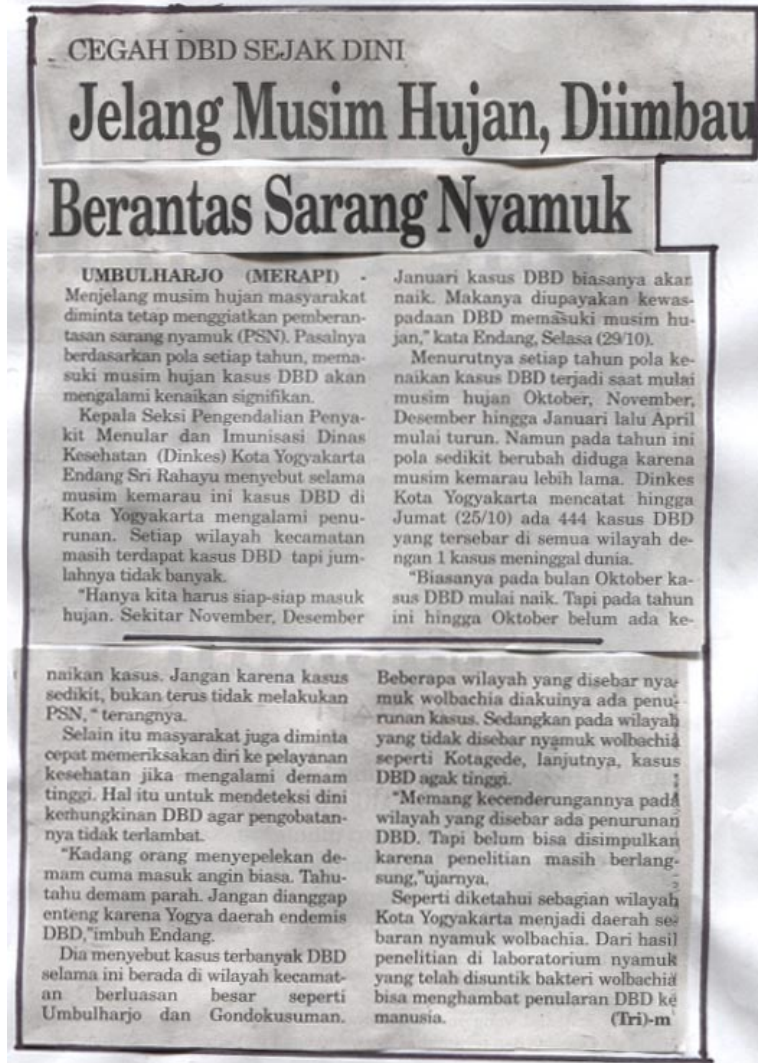 CEGAH DBD SEJAK DINI
Jelang Musim Hujan, Diimbau
Berantas Sarang Nyamuk
UMBULHARJO (MERAPI) -
Menjelang musim hujan masyarakat
diminta tetap menggiatkan pemberan-
tasan sarang nyamuk (PSN). Pasalnya
berdasarkan pola setiap tahun, mema-
suki musim hujan kasus DBD akan
mengalami kenaikan signifikan.
Kepala Seksi Pengendalian Penya-
kit Menular dan Imunisasi Dinas
Kesehatan (Dinkes) Kota Yogyakarta
Endang Sri Rahayu menyebut selama
musim kemarau ini kasus DBD di
Kota Yogyakarta mengalami penu-
runan. Setiap wilayah kecamatan
masih terdapat kasus DBD tapi jum-
lahnya tidak banyak.
"Hanya kita harus siap-siap masuk
hujan. Sekitar November, Desember
Januari kasus DBD biasanya akan
naik. Makanya diupayakan kewas-
padaan DBD memasuki musim hu-
jan," kata Endang, Selasa (29/10).
Menurutnya setiap tahun pola ke-
naikan kasus DBD terjadi saat mulai
musim hujan Oktober, November,
Desember hingga Januari lalu April
mulai turun. Namun pada tahun ini
pola sedikit berubah diduga karena
musim kemarau lebih lama. Dinkes
Kota Yogyakarta mencatat hingga
Jumat (25/10) ada 444 kasus DBD
yang tersebar di semua wilayah de-
ngan 1 kasus meninggal dunia.
"Biasanya pada bulan Oktober ka-
sus DBD mulai naik. Tapi pada tahun
ini hingga Oktober belum ada ke-
naikan kasus. Jangan karena kasus
sedikit, bukan terus tidak melakukan
PSN, " terangnya.
Selain itu masyarakat juga diminta
cepat memeriksakan diri ke pelayanan
kesehatan jika mengalami demam
tinggi. Hal itu untuk mendeteksi dini
kerhungkinan DBD agar pengobatan-
nya tidak terlambat.
"Kadang orang menyepelekan de-
mam cuma masuk angin biasa. Tahu-
tahu demam parah. Jangan dianggap
enteng karena Yogya daerah endemis
DBD,"imbuh Endang.
Dia menyebut kasus terbanyak DBD
selama ini berada di wilayah kecamat-
an berluasan besar seperti
Umbulharjo dan Gondokusuman.
Beberapa wilayah yang disebar nya-
muk wolbachia diakuinya ada penu-
runan kasus. Sedangkan pada wilayah
yang tidak disebar nyamuk wolbachia
seperti Kotagede, lanjutnya, kasus
DBD agak tinggi.
"Memang kecenderungannya pada
wilayah yang disebar ada penurunan
DBD. Tapi belum bisa disimpulkan
karena penelitian masih berlang-
sung,"ujarnya.
Seperti diketahui sebagian wilayah
Kota Yogyakarta menjadi daerah se-
baran nyamuk wolbachia. Dari hasil
penelitian di laboratorium nyamuk
yang telah disuntik bakteri wolbachia
bisa menghambat penularan DBD ke
manusia. (Tri)-m